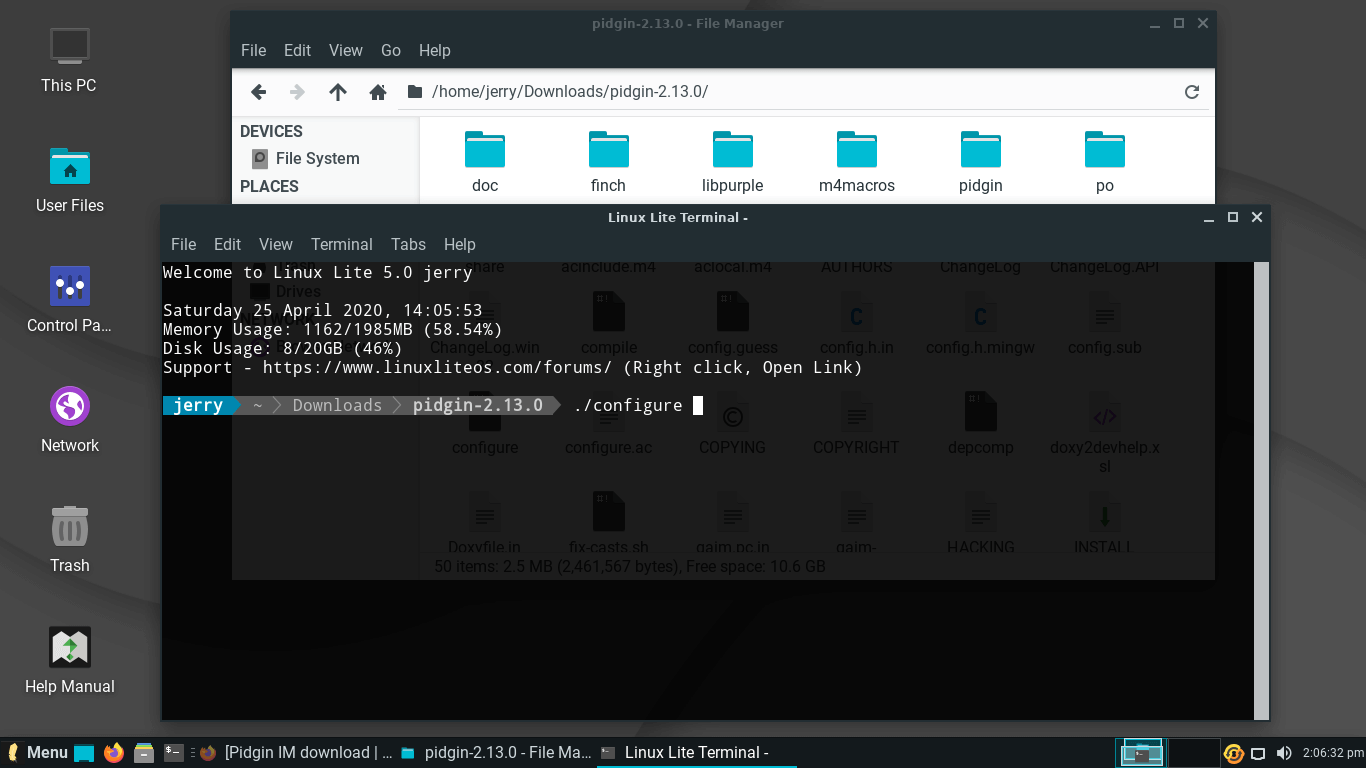 pidgin-2.13.0 - File Manager
File Edit View Go Help
/home/jerry/Downloads/pidgin-2.13.0/
DEVICES
File System
PLACES
doc finch libpurple m4macros pidgin po
This PC
User Files
Control Pa...
Network
Trash
Help Manual
Linux Lite Terminal -
File Edit View Terminal Tabs Help
Welcome to Linux Lite 5.0 jerry
Saturday 25 April 2020, 14:05:53
Memory Usage: 1162/1985MB (58.54%)
Disk Usage: 8/20GB (46%)
Support - https://www.linuxliteos.com/forums/ (Right click, Open Link)
jerry ~ Downloads pidgin-2.13.0 ./configure
share acinclude.m4 aclocal.m4 AUTHORS ChangeLog ChangeLog.API
Drives
ChangeLog.win compile config.guess config.h.in config.h.mingw config.sub
configure configure.ac COPYING COPYRIGHT depcomp doxy2devhelp.x
sl
Doxyfile.in fix-casts.sh gaim.pc.in gaim- HACKING INSTALL
50 items: 2.5 MB (2,461,567 bytes), Free space: 10.6 GB
Menu [Pidgin IM download | ... pidgin-2.13.0 - File Ma... Linux Lite Terminal - 2:06:32 pm